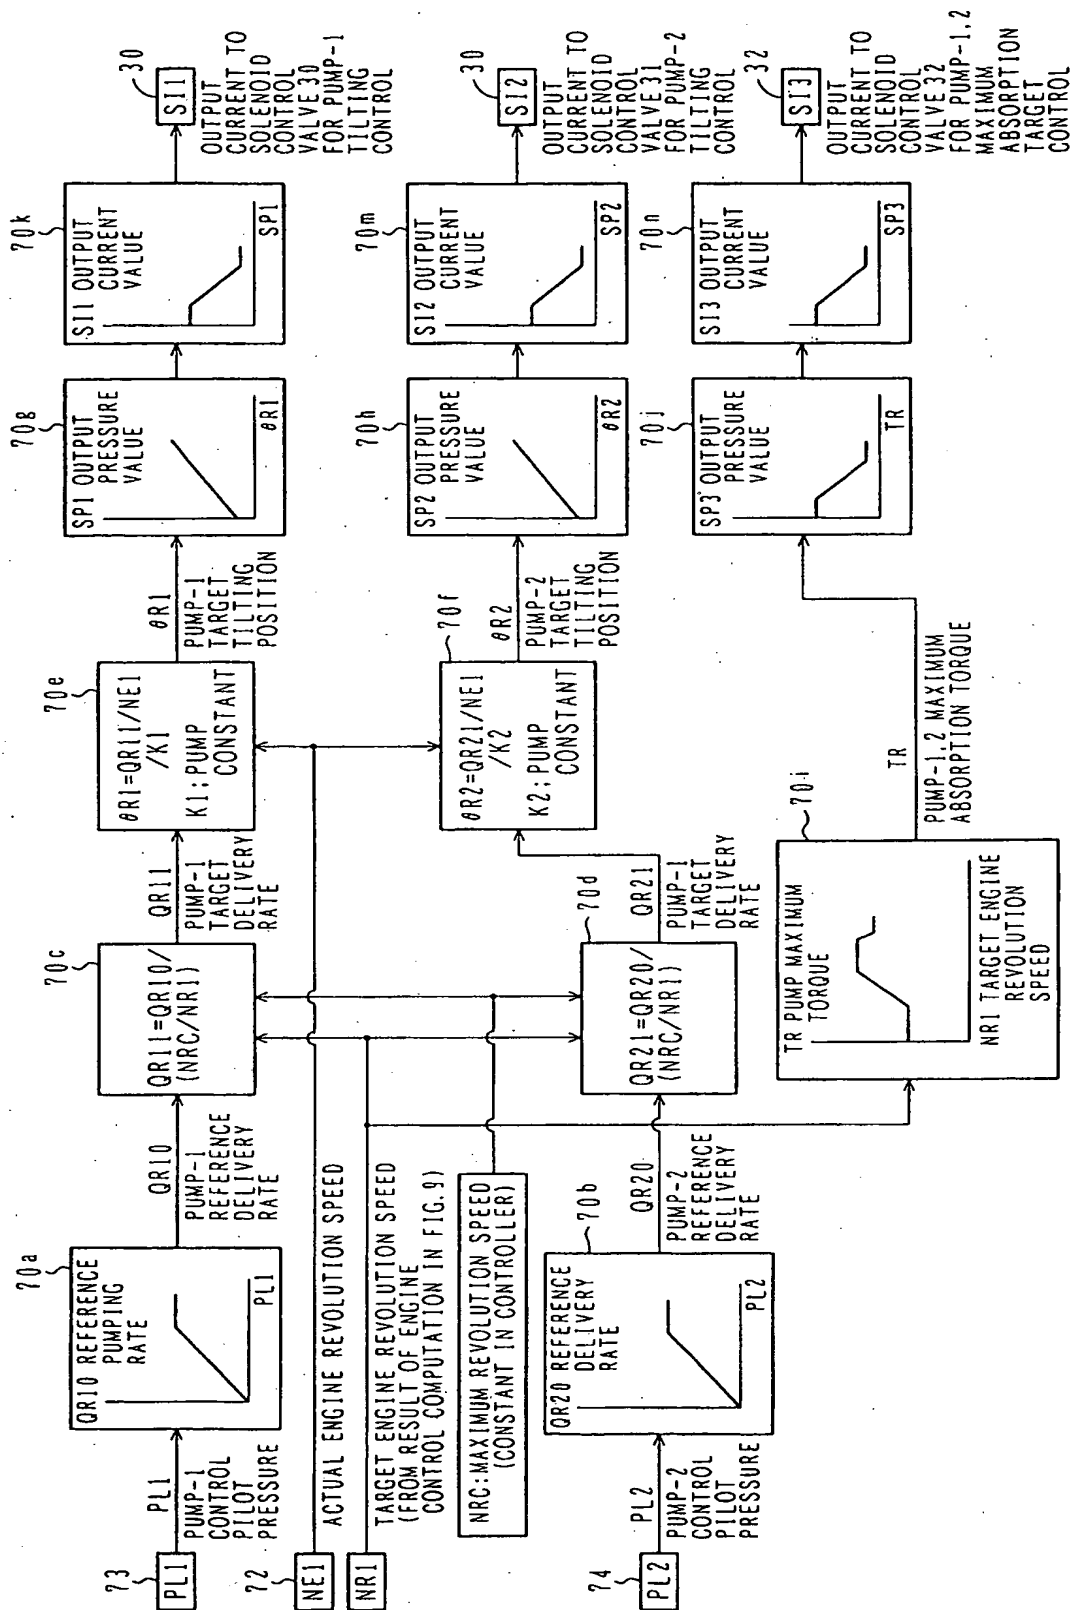 73
PL1
PL1
PUMP-1
CONTROL
PILOT
PRESSURE
70a
QR10 REFERENCE
PUMPING
RATE
PL1
QR10
PUMP-1
REFERENCE
DELIVERY
RATE
70c
QR11=QR10/
(NRC/NR1)
QR11
PUMP-1
TARGET
DELIVERY
RATE
70e
θR1=QR11/NE1
/K1
K1;PUMP
CONSTANT
θR1
PUMP-1
TARGET
TILTING
POSITION
70g
SP1 OUTPUT
PRESSURE
VALUE
θR1
70k
SI1 OUTPUT
CURRENT
VALUE
SP1
30
SI1
OUTPUT
CURRENT TO
SOLENOID
CONTROL
VALVE 30
FOR PUMP-1
TILTING
CONTROL
72
NE1
ACTUAL ENGINE REVOLUTION SPEED
NR1
TARGET ENGINE REVOLUTION SPEED
(FROM RESULT OF ENGINE
CONTROL COMPUTATION IN FIG.9)
NRC:MAXIMUM REVOLUTION SPEED
(CONSTANT IN CONTROLLER)
74
PL2
PL2
PUMP-2
CONTROL
PILOT
PRESSURE
70b
QR20 REFERENCE
DELIVERY
RATE
PL2
QR20
PUMP-2
REFERENCE
DELIVERY
RATE
70d
QR21=QR20/
(NRC/NR1)
QR21
PUMP-1
TARGET
DELIVERY
RATE
70f
θR2=QR21/NE1
/K2
K2;PUMP
CONSTANT
θR2
PUMP-2
TARGET
TILTING
POSITION
70h
SP2 OUTPUT
PRESSURE
VALUE
θR2
70m
SI2 OUTPUT
CURRENT
VALUE
SP2
30
SI2
OUTPUT
CURRENT TO
SOLENOID
CONTROL
VALVE 31
FOR PUMP-2
TILTING
CONTROL
70i
TR PUMP MAXIMUM
TORQUE
NR1 TARGET ENGINE
REVOLUTION
SPEED
TR
PUMP-1,2 MAXIMUM
ABSORPTION TORQUE
70j
SP3 OUTPUT
PRESSURE
VALUE
TR
70n
SI3 OUTPUT
CURRENT
VALUE
SP3
32
SI3
OUTPUT
CURRENT TO
SOLENOID
CONTROL
VALVE 32
FOR PUMP-1,2
MAXIMUM
ABSORPTION
TARGET
CONTROL